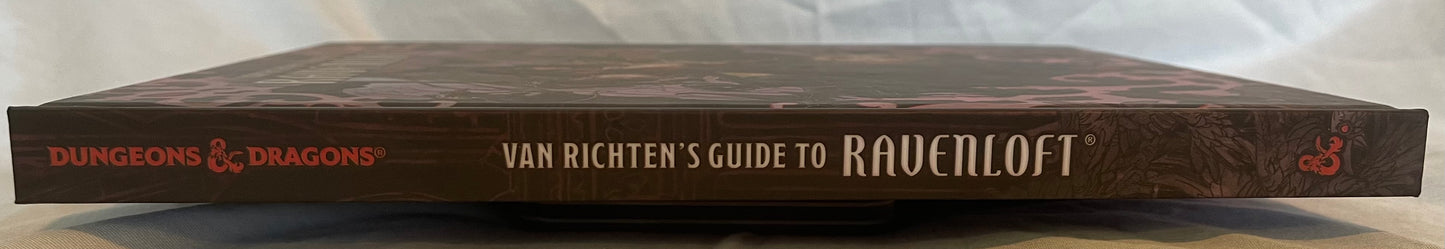 DUNGEONS & DRAGONS®
VAN RICHTEN'S GUIDE TO RAVENLOFT®